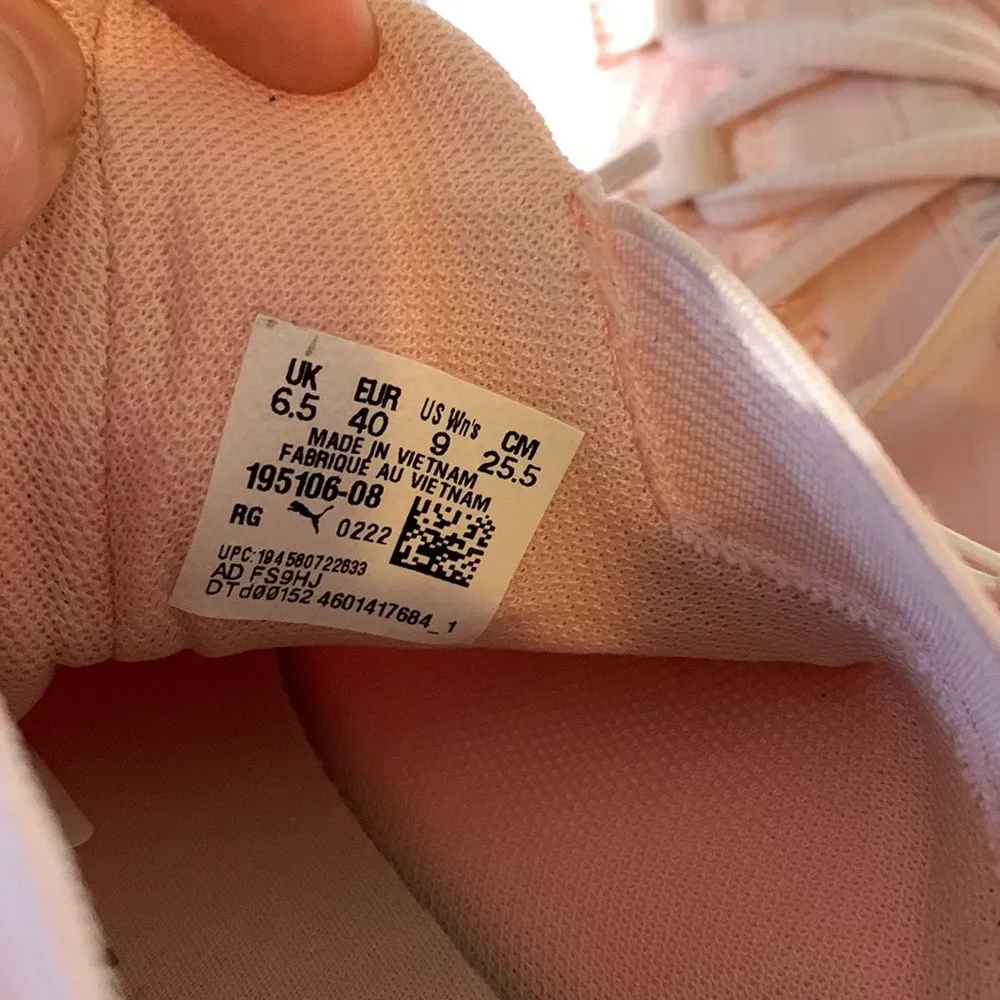 UK EUR US Wn's CM
6.5 40 9 25.5
MADE IN VIETNAM
FABRIQUÉ AU VIETNAM
195106-08
RG 0222
UPC:194580722633
AD FS9HJ
DTd00152 4601417684_1